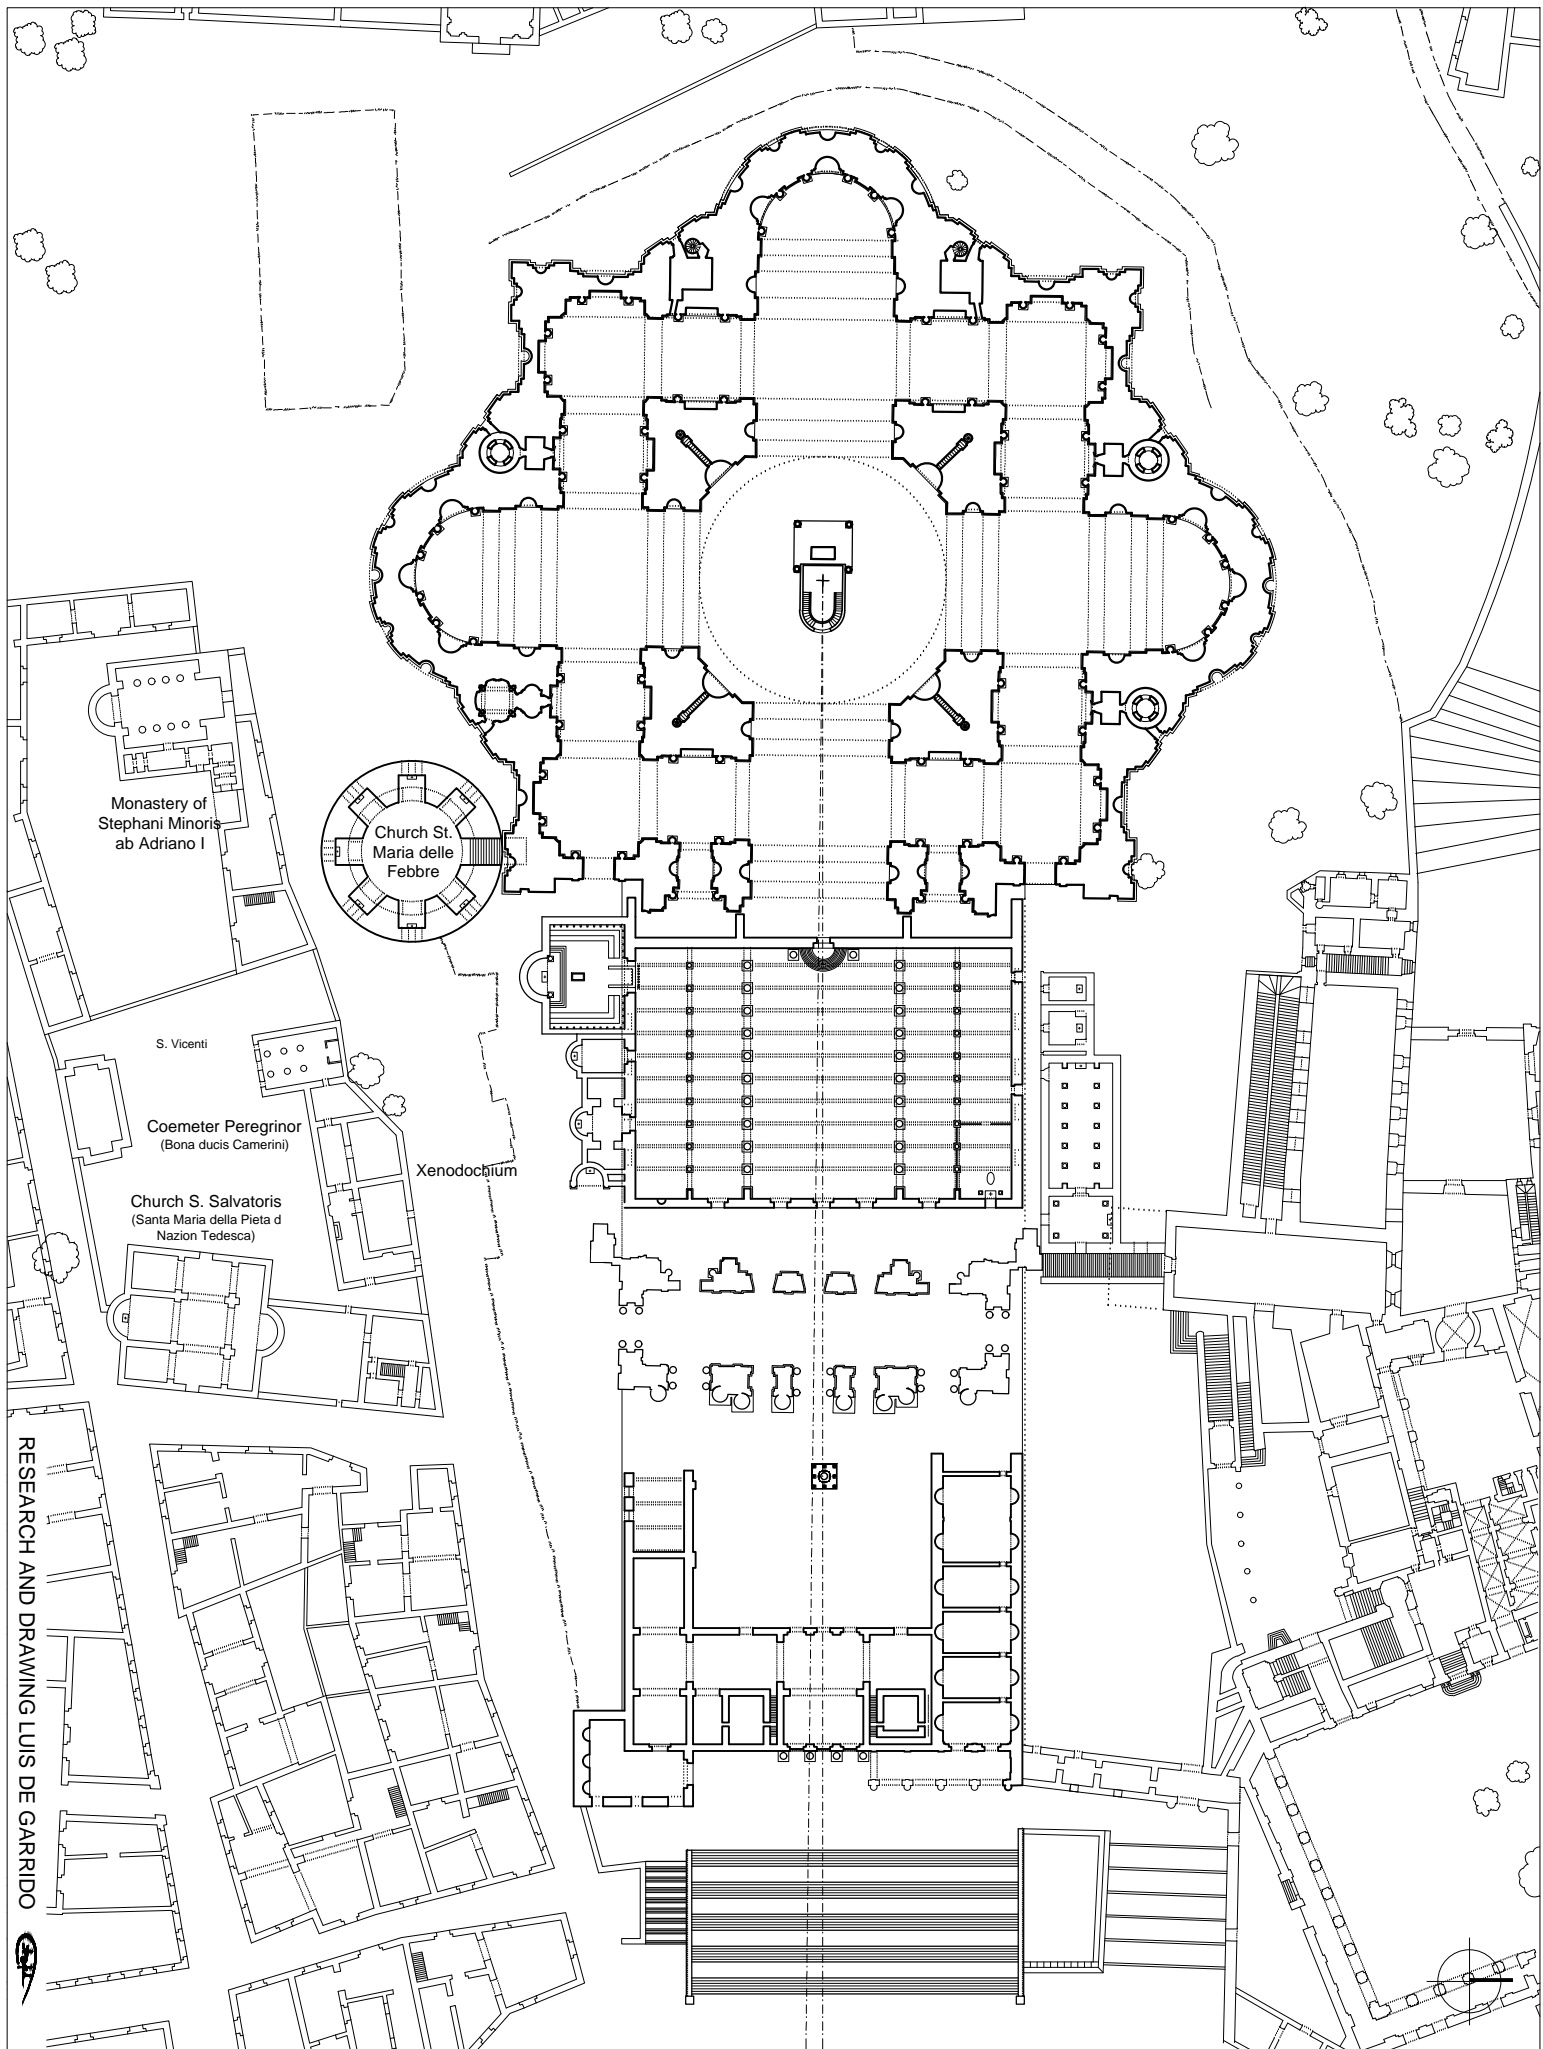 Monastery of
Stephani Minoris
ab Adriano I
Church St.
Maria delle
Febbre
S. Vicenti
Coemeter Peregrinor
(Bona ducis Camerini)
Xenodochium
Church S. Salvatoris
(Santa Maria della Pieta d
Nazion Tedesca)
RESEARCH AND DRAWING LUIS DE GARRIDO